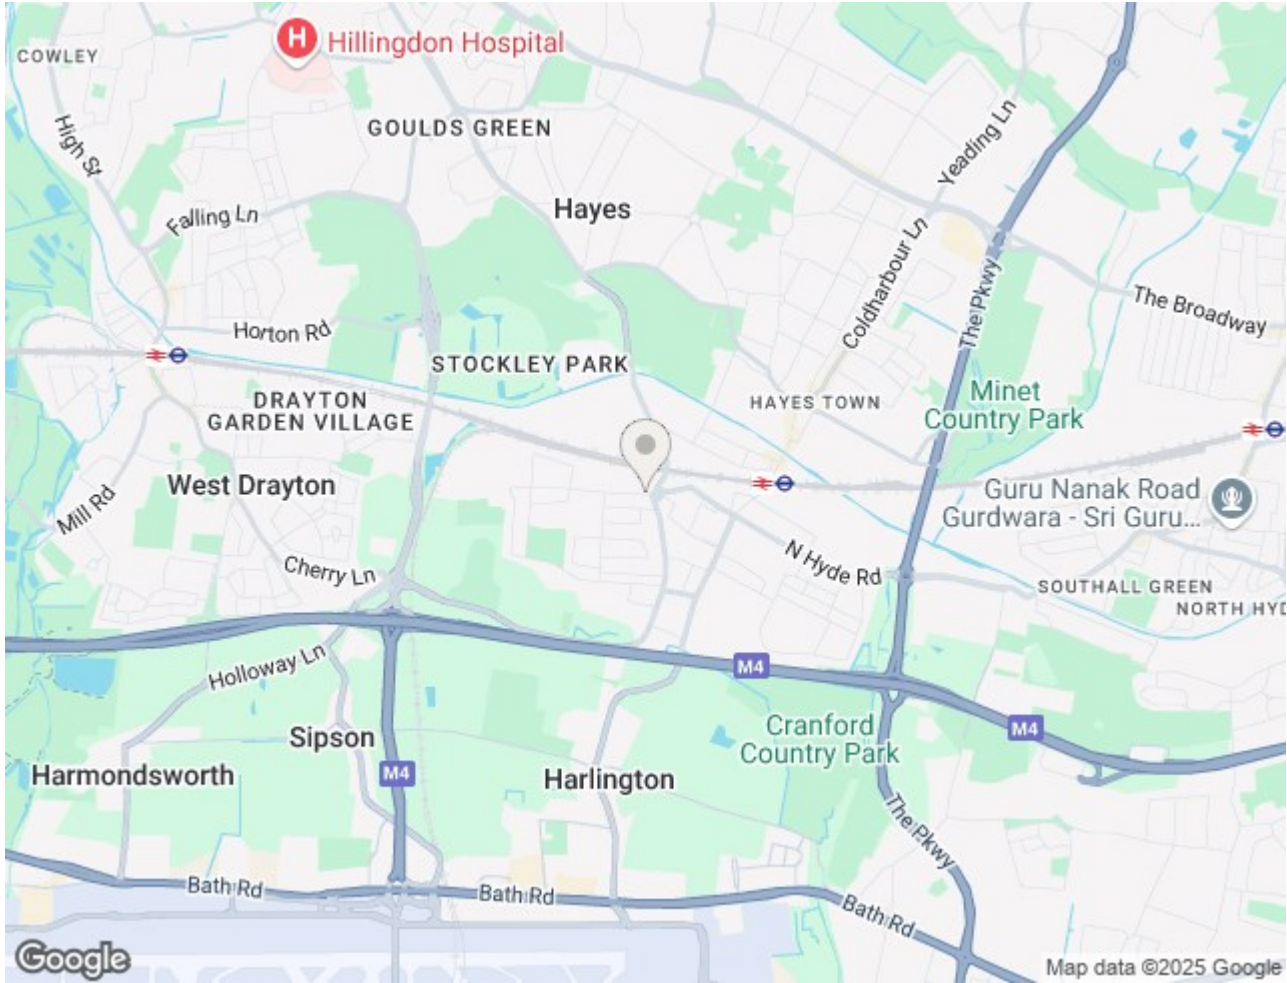 H Hillingdon Hospital
COWLEY
High St
GOULDS GREEN
Yeading Ln
Falling Ln
Hayes
Coldharbour Ln
The Pkwy
The Broadway
Horton Rd
STOCKLEY PARK
DRAYTON
GARDEN VILLAGE
HAYES TOWN
Minet
Country Park
West Drayton
Mill Rd
Guru Nanak Road
Gurdwara - Sri Guru...
Cherry Ln
N Hyde Rd
SOUTHALL GREEN
NORTH HYD
Holloway Ln
M4
M4
Sipson
Cranford
Country Park
M4
Harmondsworth
Harlington
The Pkwy
Bath Rd
Bath Rd
Bath Rd
Google
Map data ©2025 Google